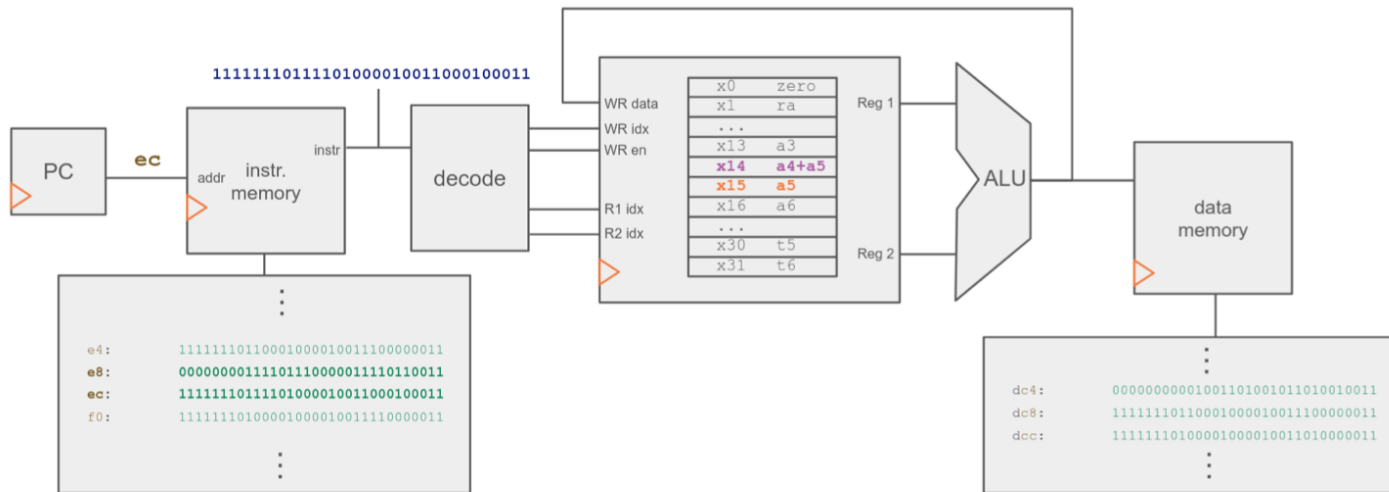 11111110111101000010011000100011
PC
ec
addr
instr.
memory
instr
decode
WR data
WR idx
WR en
R1 idx
R2 idx
x0 zero
x1 ra
...
x13 a3
x14 a4+a5
x15 a5
x16 a6
...
x30 t5
x31 t6
Reg 1
Reg 2
ALU
data
memory
e4: 11111110110001000010011100000011
e8: 00000000111101110000011110110011
ec: 11111110111101000010011000100011
f0: 11111110100001000010011110000011
dc4: 00000000001001101001011010010011
dc8: 11111110110001000010011100000011
dcc: 11111110100001000010011010000011